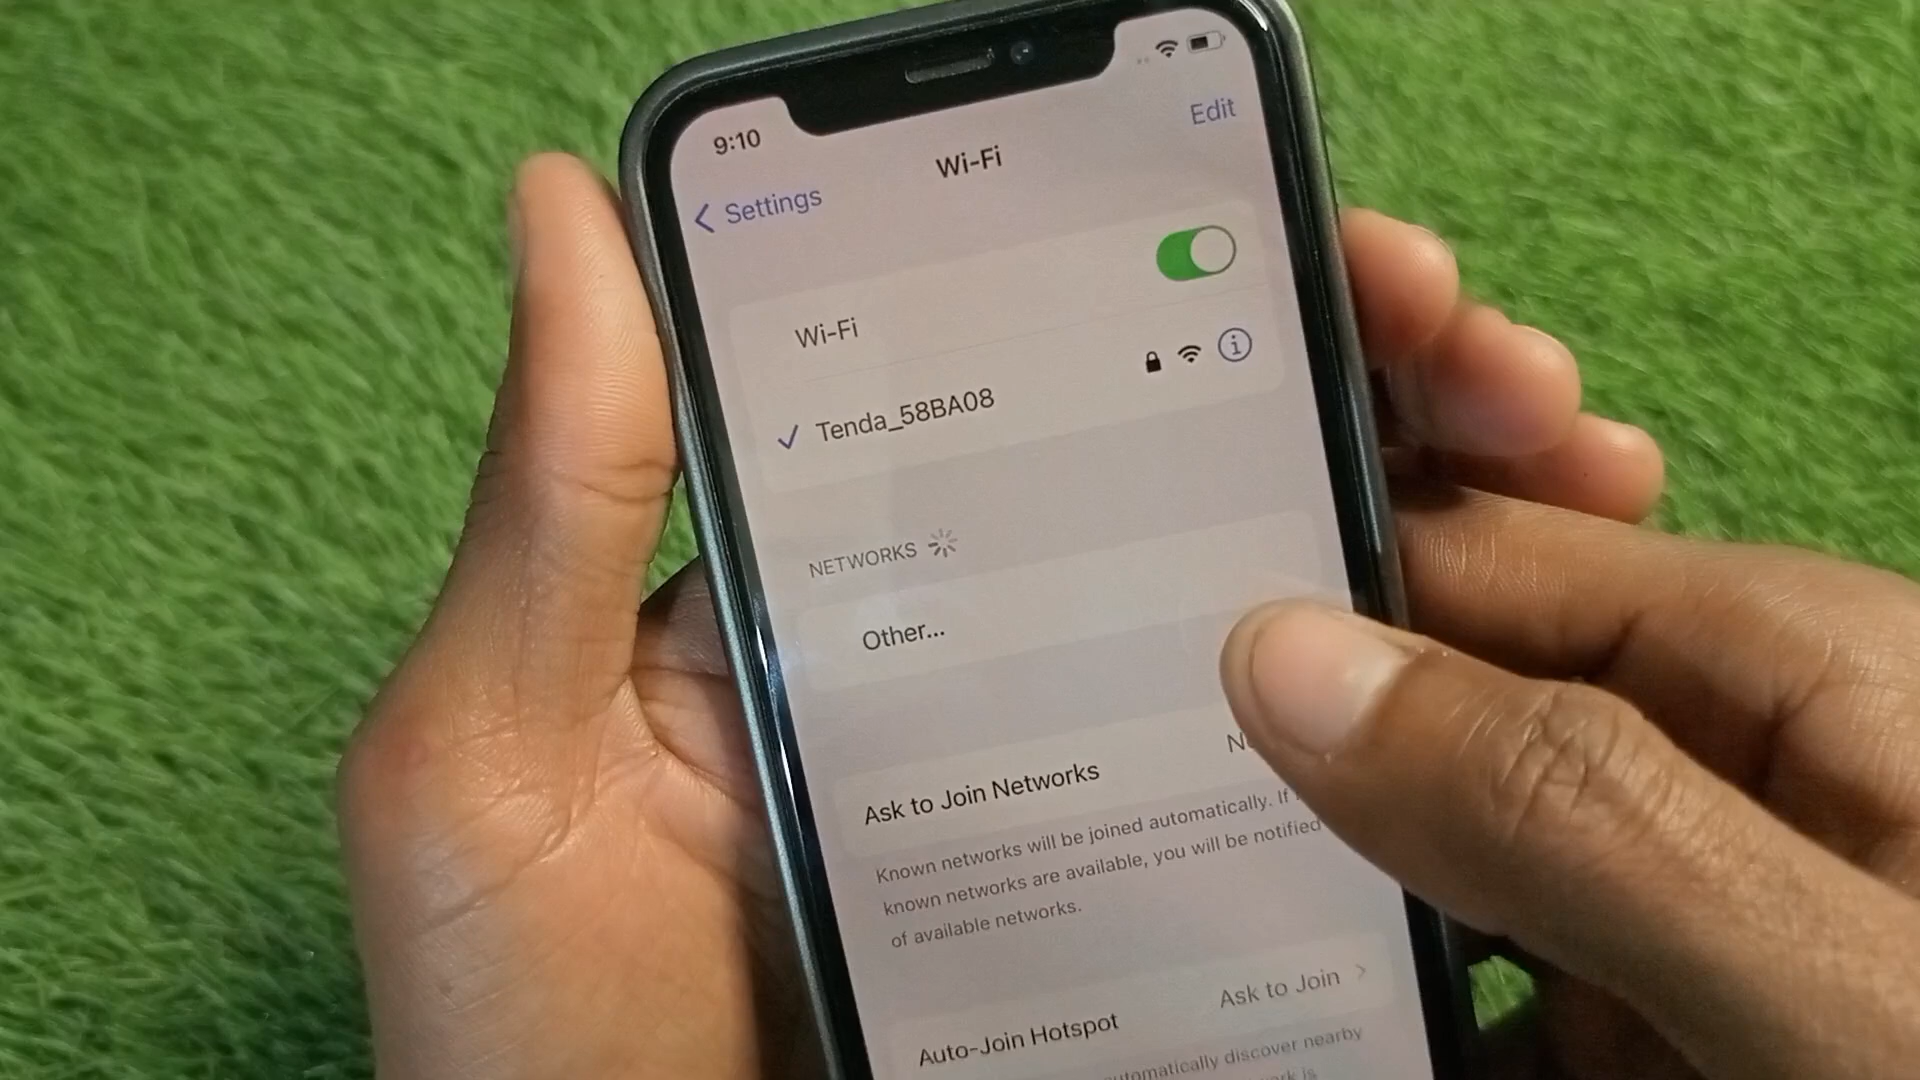 9:10
Edit
Wi-Fi
Settings
Wi-Fi
Tenda_58BA08
NETWORKS
Other...
Ask to Join Networks
Known networks will be joined automatically. If
known networks are available, you will be notified
of available networks.
Auto-Join Hotspot Ask to Join
automatically discover nearby
is